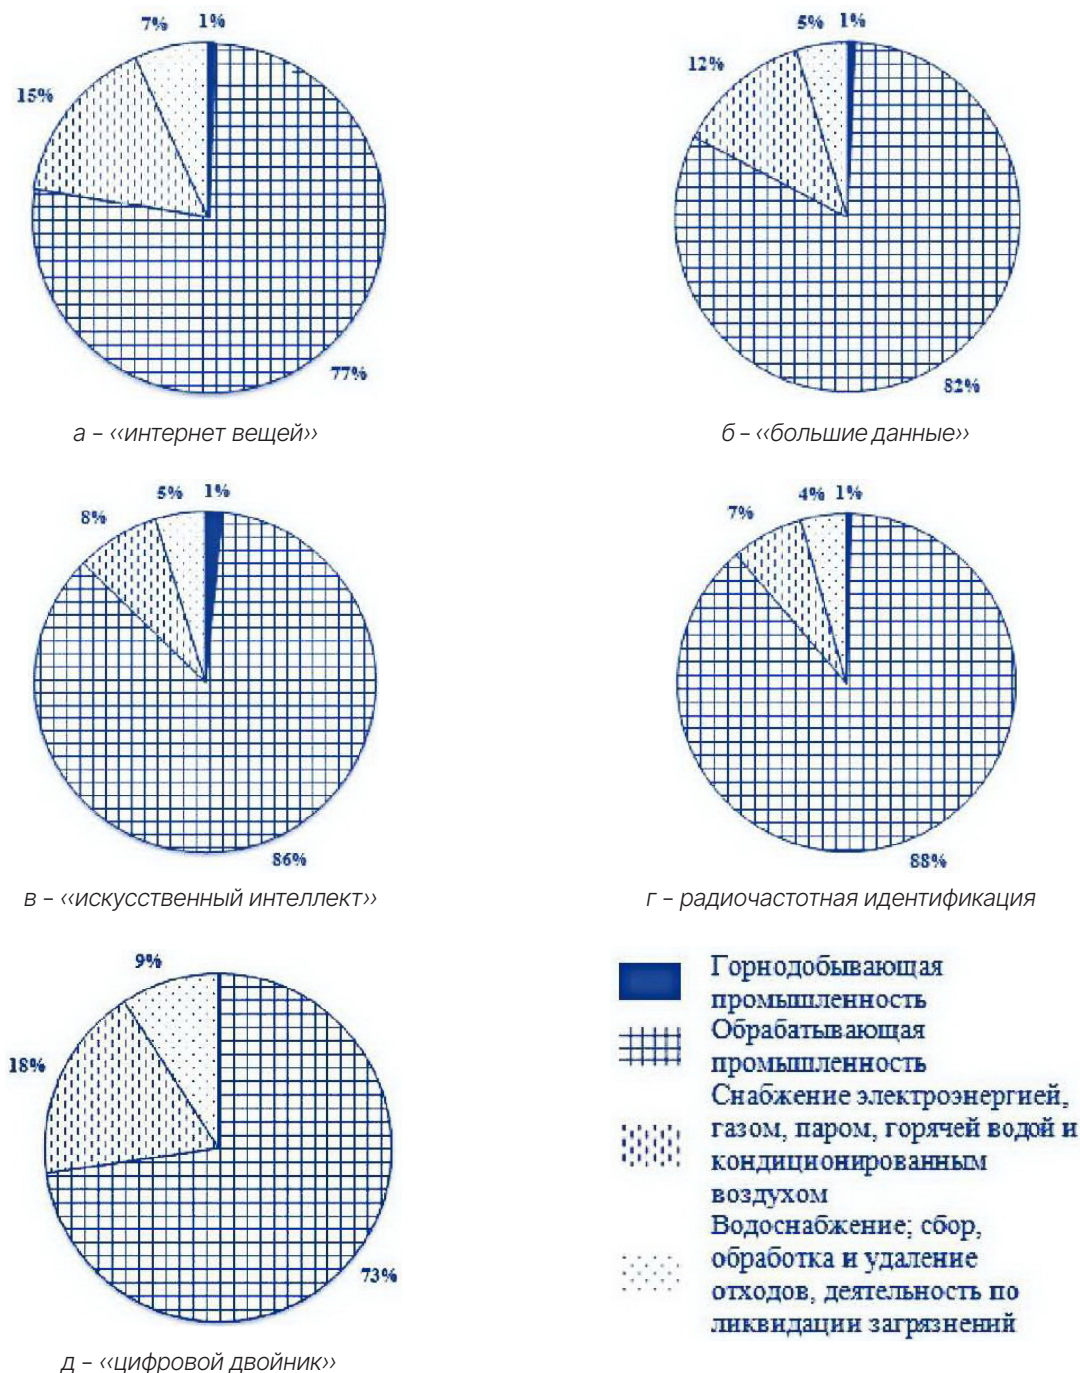 7% 1%
15%
77%
а – ‹‹интернет вещей››
5% 1%
12%
82%
б – ‹‹большие данные››
5% 1%
8%
86%
в – ‹‹искусственный интеллект››
4% 1%
7%
88%
г – радиочастотная идентификация
9%
18%
73%
д – ‹‹цифровой двойник››
Горнодобывающая
промышленность
Обрабатывающая
промышленность
Снабжение электроэнергией,
газом, паром, горячей водой и
кондиционированным
воздухом
Водоснабжение; сбор,
обработка и удаление
отходов, деятельность по
ликвидации загрязнений